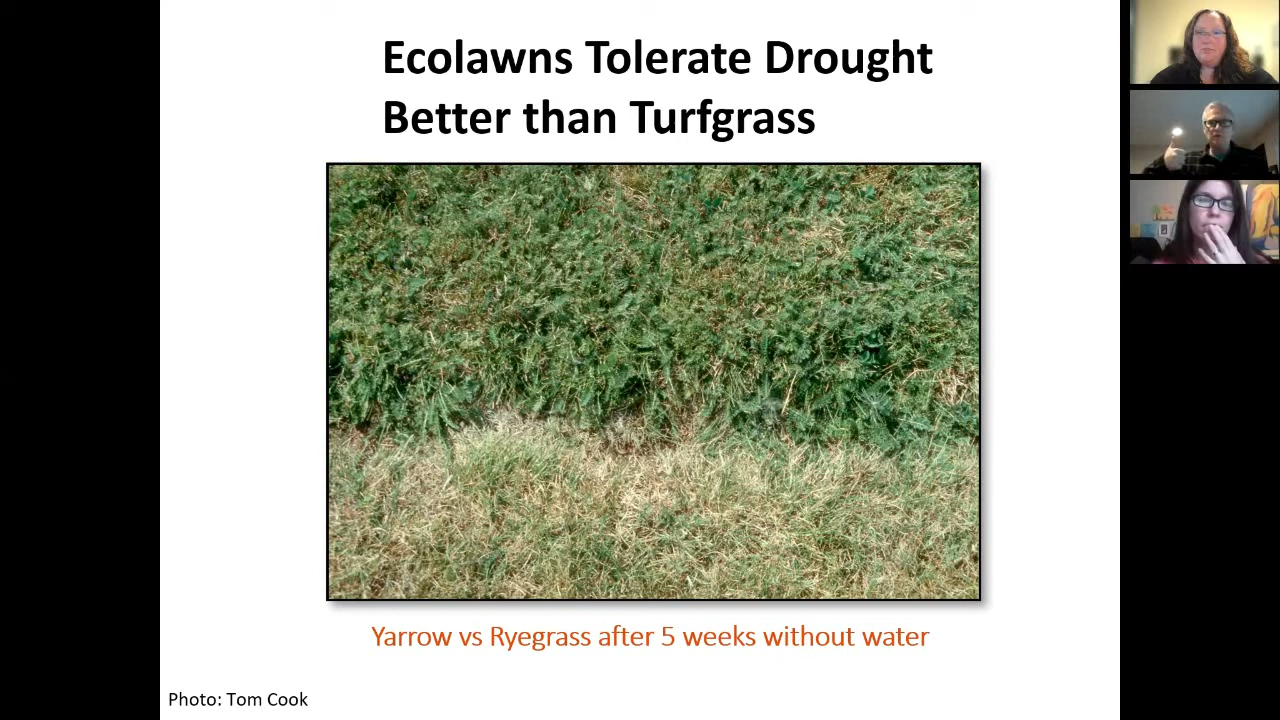 Ecolawns Tolerate Drought
Better than Turfgrass
Yarrow vs Ryegrass after 5 weeks without water
Photo: Tom Cook